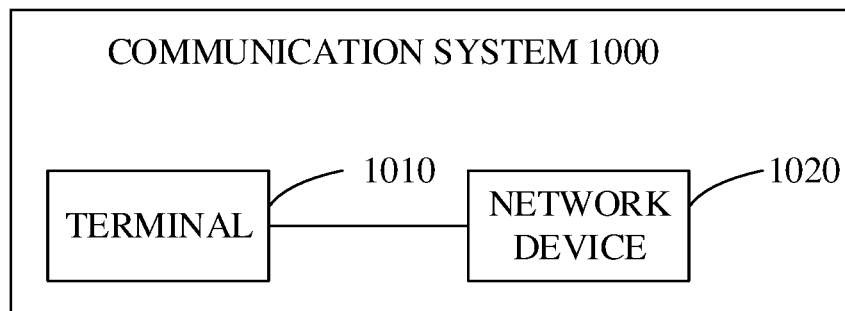 COMMUNICATION SYSTEM 1000
1010
1020
TERMINAL
NETWORK
DEVICE